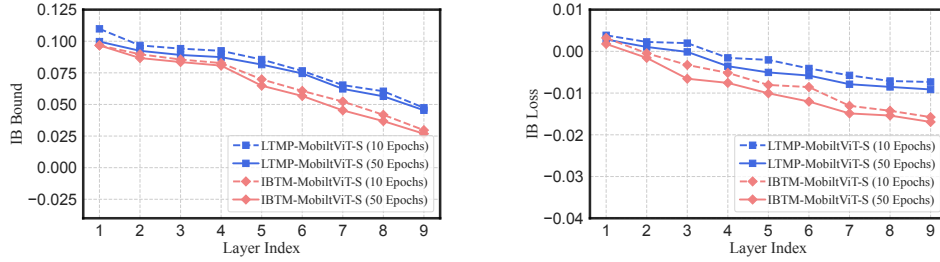 0.125
0.100
0.075
0.050
0.025
0.000
−0.025
IB Bound
1 2 3 4 5 6 7 8 9
Layer Index
LTMP-MobiltViT-S (10 Epochs)
LTMP-MobiltViT-S (50 Epochs)
IBTM-MobiltViT-S (10 Epochs)
IBTM-MobiltViT-S (50 Epochs)
0.00
−0.01
−0.02
−0.04
IB Loss
1 2 3 4 5 6 7 8 9
Layer Index
LTMP-MobiltViT-S (10 Epochs)
LTMP-MobiltViT-S (50 Epochs)
IBTM-MobiltViT-S (10 Epochs)
IBTM-MobiltViT-S (50 Epochs)